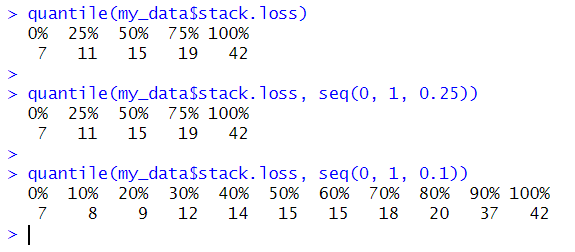 > quantile(my_data$stack.loss)
0% 25% 50% 75% 100%
7 11 15 19 42
>
> quantile(my_data$stack.loss, seq(0, 1, 0.25))
0% 25% 50% 75% 100%
7 11 15 19 42
>
> quantile(my_data$stack.loss, seq(0, 1, 0.1))
0% 10% 20% 30% 40% 50% 60% 70% 80% 90% 100%
7 8 9 12 14 15 15 18 20 37 42
>